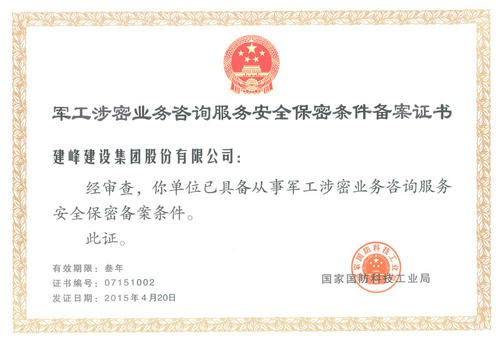 军工涉密业务咨询服务安全保密条件备案证书
建峰建设集团股份有限公司：
经审查，你单位已具备从事军工涉密业务咨询服务
安全保密备案条件。
此证。
有效期限：叁年
证书编号：07151002
发证日期：2015年4月20日
国家国防科技工业局
国家国防科技工业局